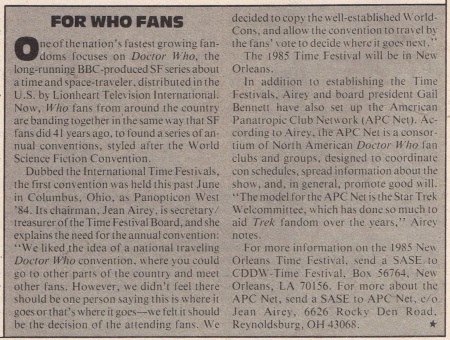 FOR WHO FANS
One of the nation's fastest growing fan-
doms focuses on Doctor Who, the
long-running BBC-produced SF series about
a time and space-traveler, distributed in the
U.S. by Lionheart Television International.
Now, Who fans from around the country
are banding together in the same way that SF
fans did 41 years ago, to found a series of an-
nual conventions, styled after the World
Science Fiction Convention.
Dubbed the International Time Festivals,
the first convention was held this past June
in Columbus, Ohio, as Panopticon West
'84. Its chairman, Jean Airey, is secretary/
treasurer of the Time Festival Board, and she
explains the need for the annual convention:
"We liked the idea of a national traveling
Doctor Who convention, where you could
go to other parts of the country and meet
other fans. However, we didn't feel there
should be one person saying this is where it
goes or that's where it goes—we felt it should
be the decision of the attending fans. We
decided to copy the well-established World-
Cons, and allow the convention to travel by
the fans' vote to decide where it goes next."
The 1985 Time Festival will be in New
Orleans.
In addition to establishing the Time
Festivals, Airey and board president Gail
Bennett have also set up the American
Panatropic Club Network (APC Net). Ac-
cording to Airey, the APC Net is a consor-
tium of North American Doctor Who fan
clubs and groups, designed to coordinate
con schedules, spread information about the
show, and, in general, promote good will.
"The model for the APC Net is the Star Trek
Welcommittee, which has done so much to
aid Trek fandom over the years," Airey
notes.
For more information on the 1985 New
Orleans Time Festival, send a SASE to
CDDW-Time Festival, Box 56764, New
Orleans, LA 70156. For more about the
APC Net, send a SASE to APC Net, c/o
Jean Airey, 6626 Rocky Den Road,
Reynoldsburg, OH 43068. ★